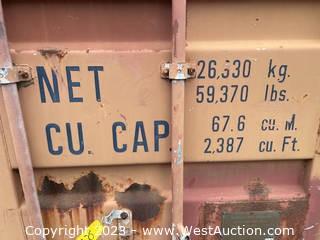 NET 26,930 kg.
59,370 lbs.
CU. CAP. 67.6 cu. M.
2,387 cu. Ft.
Copyright 2023 - www.WestAuction.com